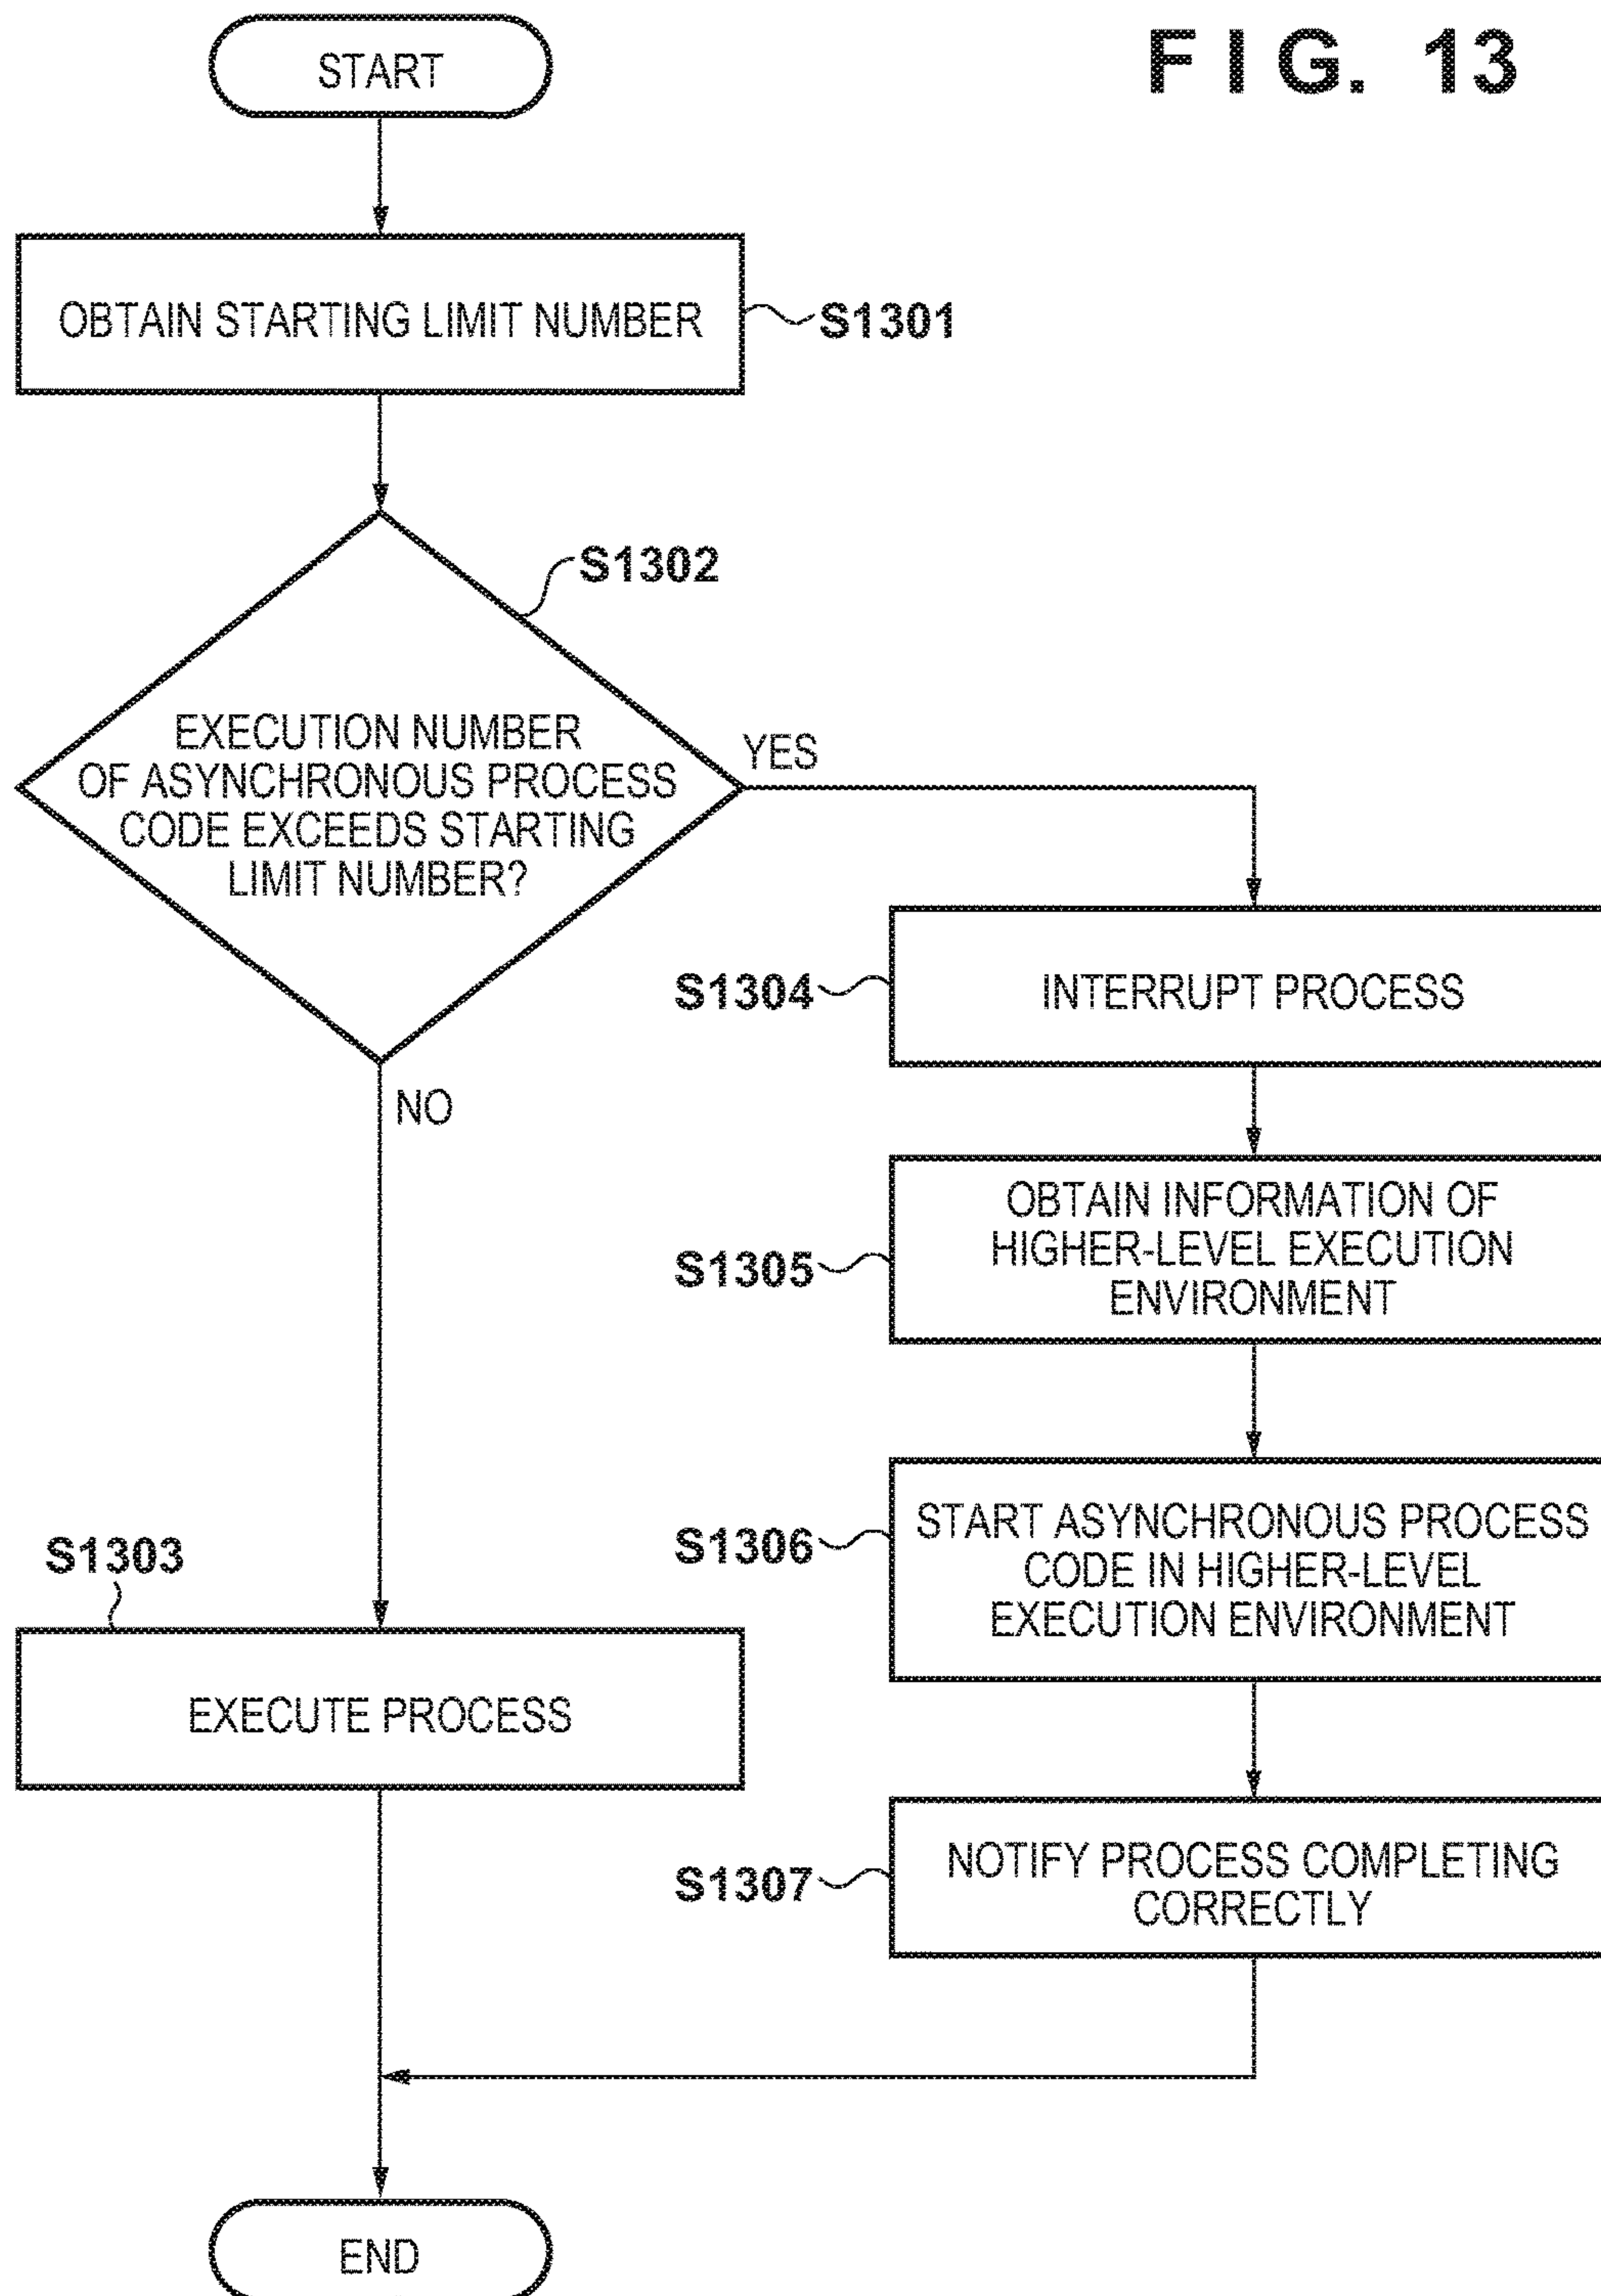 FIG. 13
START
OBTAIN STARTING LIMIT NUMBER
S1301
S1302
EXECUTION NUMBER
OF ASYNCHRONOUS PROCESS
CODE EXCEEDS STARTING
LIMIT NUMBER?
YES
NO
S1304
INTERRUPT PROCESS
S1305
OBTAIN INFORMATION OF
HIGHER-LEVEL EXECUTION
ENVIRONMENT
S1306
START ASYNCHRONOUS PROCESS
CODE IN HIGHER-LEVEL
EXECUTION ENVIRONMENT
S1303
EXECUTE PROCESS
S1307
NOTIFY PROCESS COMPLETING
CORRECTLY
END